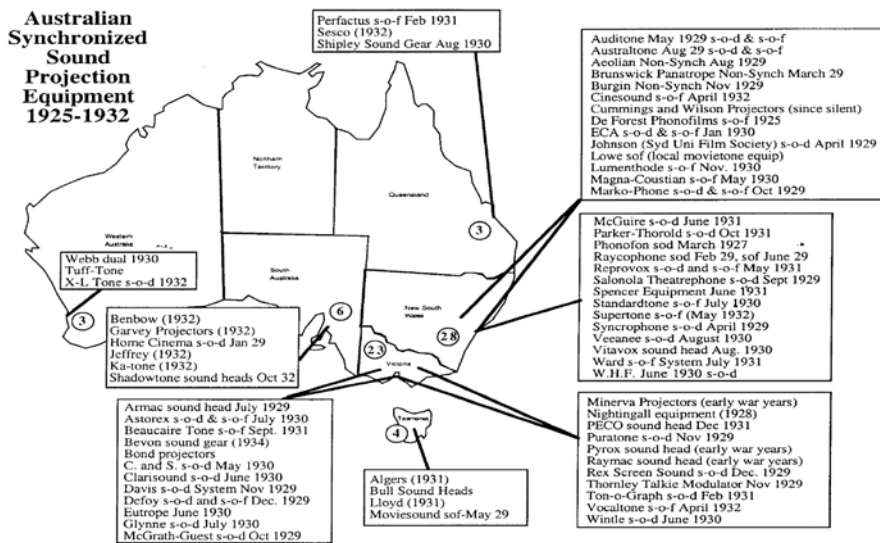 Australian
Synchronized
Sound
Projection
Equipment
1925-1932
Perfactus s-o-f Feb 1931
Sesco (1932)
Shipley Sound Gear Aug 1930
Auditone May 1929 s-o-d & s-o-f
Australtone Aug 29 s-o-d & s-o-f
Aeolian Non-Synch Aug 1929
Brunswick Panatrope Non-Synch March 29
Burgin Non-Synch Nov 1929
Cinesound s-o-f April 1932
Cummings and Wilson Projectors (since silent)
De Forest Phonofilms s-o-f 1925
ECA s-o-d & s-o-f Jan 1930
Johnson (Syd Uni Film Society) s-o-d April 1929
Lowe sof (local movietone equip)
Lumenthode s-o-f Nov. 1930
Magna-Coustian s-o-f May 1930
Marko-Phone s-o-d & s-o-f Oct 1929
Northern
Territory
Queensland
3
Western
Australia
South
Australia
New South
Wales
McGuire s-o-d June 1931
Parker-Thorold s-o-d Oct 1931
Phonofon sod March 1927
Raycophone sod Feb 29, sof June 29
Reprovox s-o-d and s-o-f May 1931
Salonola Theatrephone s-o-d Sept 1929
Spencer Equipment June 1931
Standardtone s-o-f July 1930
Supertone s-o-f (May 1932)
Syncrophone s-o-d April 1929
Veeanee s-o-d August 1930
Vitavox sound head Aug. 1930
Ward s-o-f System July 1931
W.H.F. June 1930 s-o-d
Webb dual 1930
Tuff-Tone
X-L Tone s-o-d 1932
3
6
28
23
Victoria
Benbow (1932)
Garvey Projectors (1932)
Home Cinema s-o-d Jan 29
Jeffrey (1932)
Ka-tone (1932)
Shadowtone sound heads Oct 32
Armac sound head July 1929
Astorex s-o-d & s-o-f July 1930
Beaucaire Tone s-o-f Sept. 1931
Bevon sound gear (1934)
Bond projectors
C. and S. s-o-d May 1930
Clarisound s-o-d June 1930
Davis s-o-d System Nov 1929
Defoy s-o-d and s-o-f Dec. 1929
Eutrope June 1930
Glynne s-o-d July 1930
McGrath-Guest s-o-d Oct 1929
Tasmania
4
Algers (1931)
Bull Sound Heads
Lloyd (1931)
Moviesound sof-May 29
Minerva Projectors (early war years)
Nightingall equipment (1928)
PECO sound head Dec 1931
Puratone s-o-d Nov 1929
Pyrox sound head (early war years)
Raymac sound head (early war years)
Rex Screen Sound s-o-d Dec. 1929
Thornley Talkie Modulator Nov 1929
Ton-o-Graph s-o-d Feb 1931
Vocaltone s-o-f April 1932
Wintle s-o-d June 1930